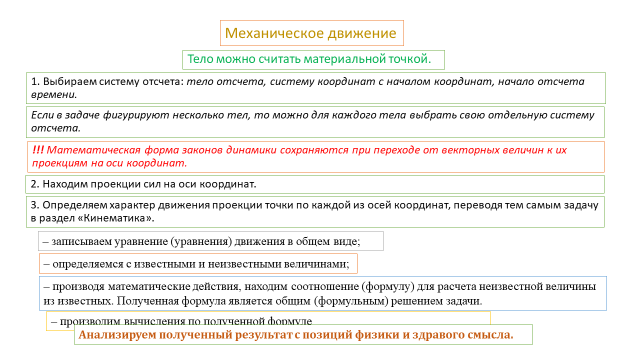 Механическое движение
Тело можно считать материальной точкой.
1. Выбираем систему отсчета: тело отсчета, систему координат с началом координат, начало отсчета
времени.
Если в задаче фигурируют несколько тел, то можно для каждого тела выбрать свою отдельную систему
отсчета.
!!! Математическая форма законов динамики сохраняются при переходе от векторных величин к их
проекциям на оси координат.
2. Находим проекции сил на оси координат.
3. Определяем характер движения проекции точки по каждой из осей координат, переводя тем самым задачу
в раздел «Кинематика».
– записываем уравнение (уравнения) движения в общем виде;
– определяемся с известными и неизвестными величинами;
– производя математические действия, находим соотношение (формулу) для расчета неизвестной величины
из известных. Полученная формула является общим (формульным) решением задачи.
– производим вычисления по полученной формуле
Анализируем полученный результат с позиций физики и здравого смысла.